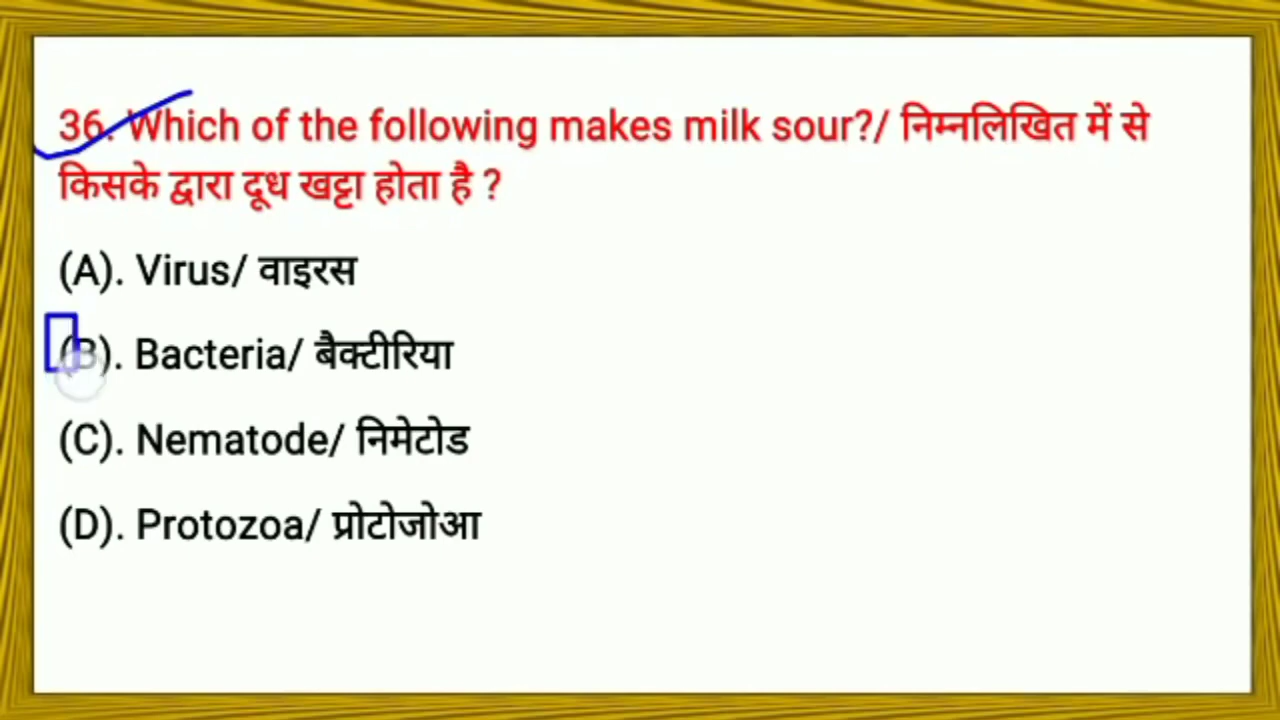 36. Which of the following makes milk sour?/ निम्नलिखित में से
किसके द्वारा दूध खट्टा होता है ?
(A). Virus/ वाइरस
(B). Bacteria/ बैक्टीरिया
(C). Nematode/ निमेटोड
(D). Protozoa/ प्रोटोजोआ